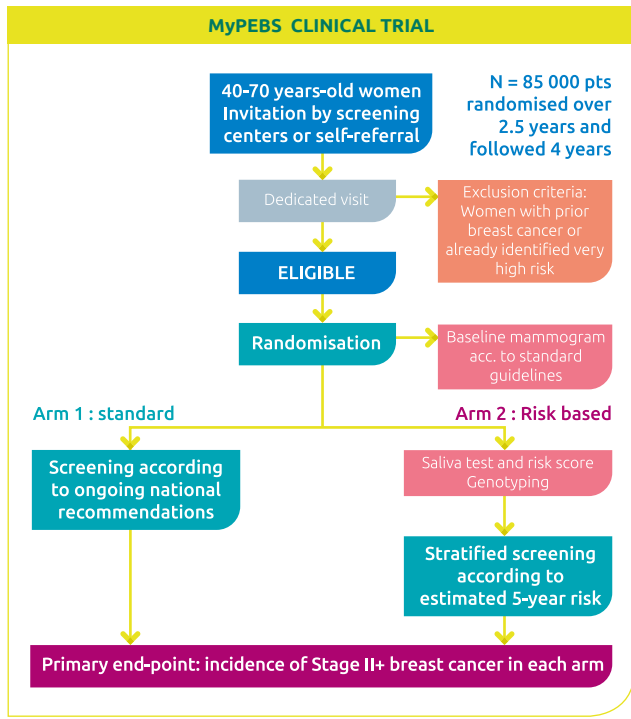 MyPEBS CLINICAL TRIAL
40-70 years-old women
Invitation by screening
centers or self-referral
N = 85 000 pts
randomised over
2.5 years and
followed 4 years
Dedicated visit
Exclusion criteria:
Women with prior
breast cancer or
already identified very
high risk
ELIGIBLE
Randomisation
Baseline mammogram
acc. to standard
guidelines
Arm 1 : standard
Arm 2 : Risk based
Screening according
to ongoing national
recommendations
Saliva test and risk score
Genotyping
Stratified screening
according to
estimated 5-year risk
Primary end-point: incidence of Stage II+ breast cancer in each arm